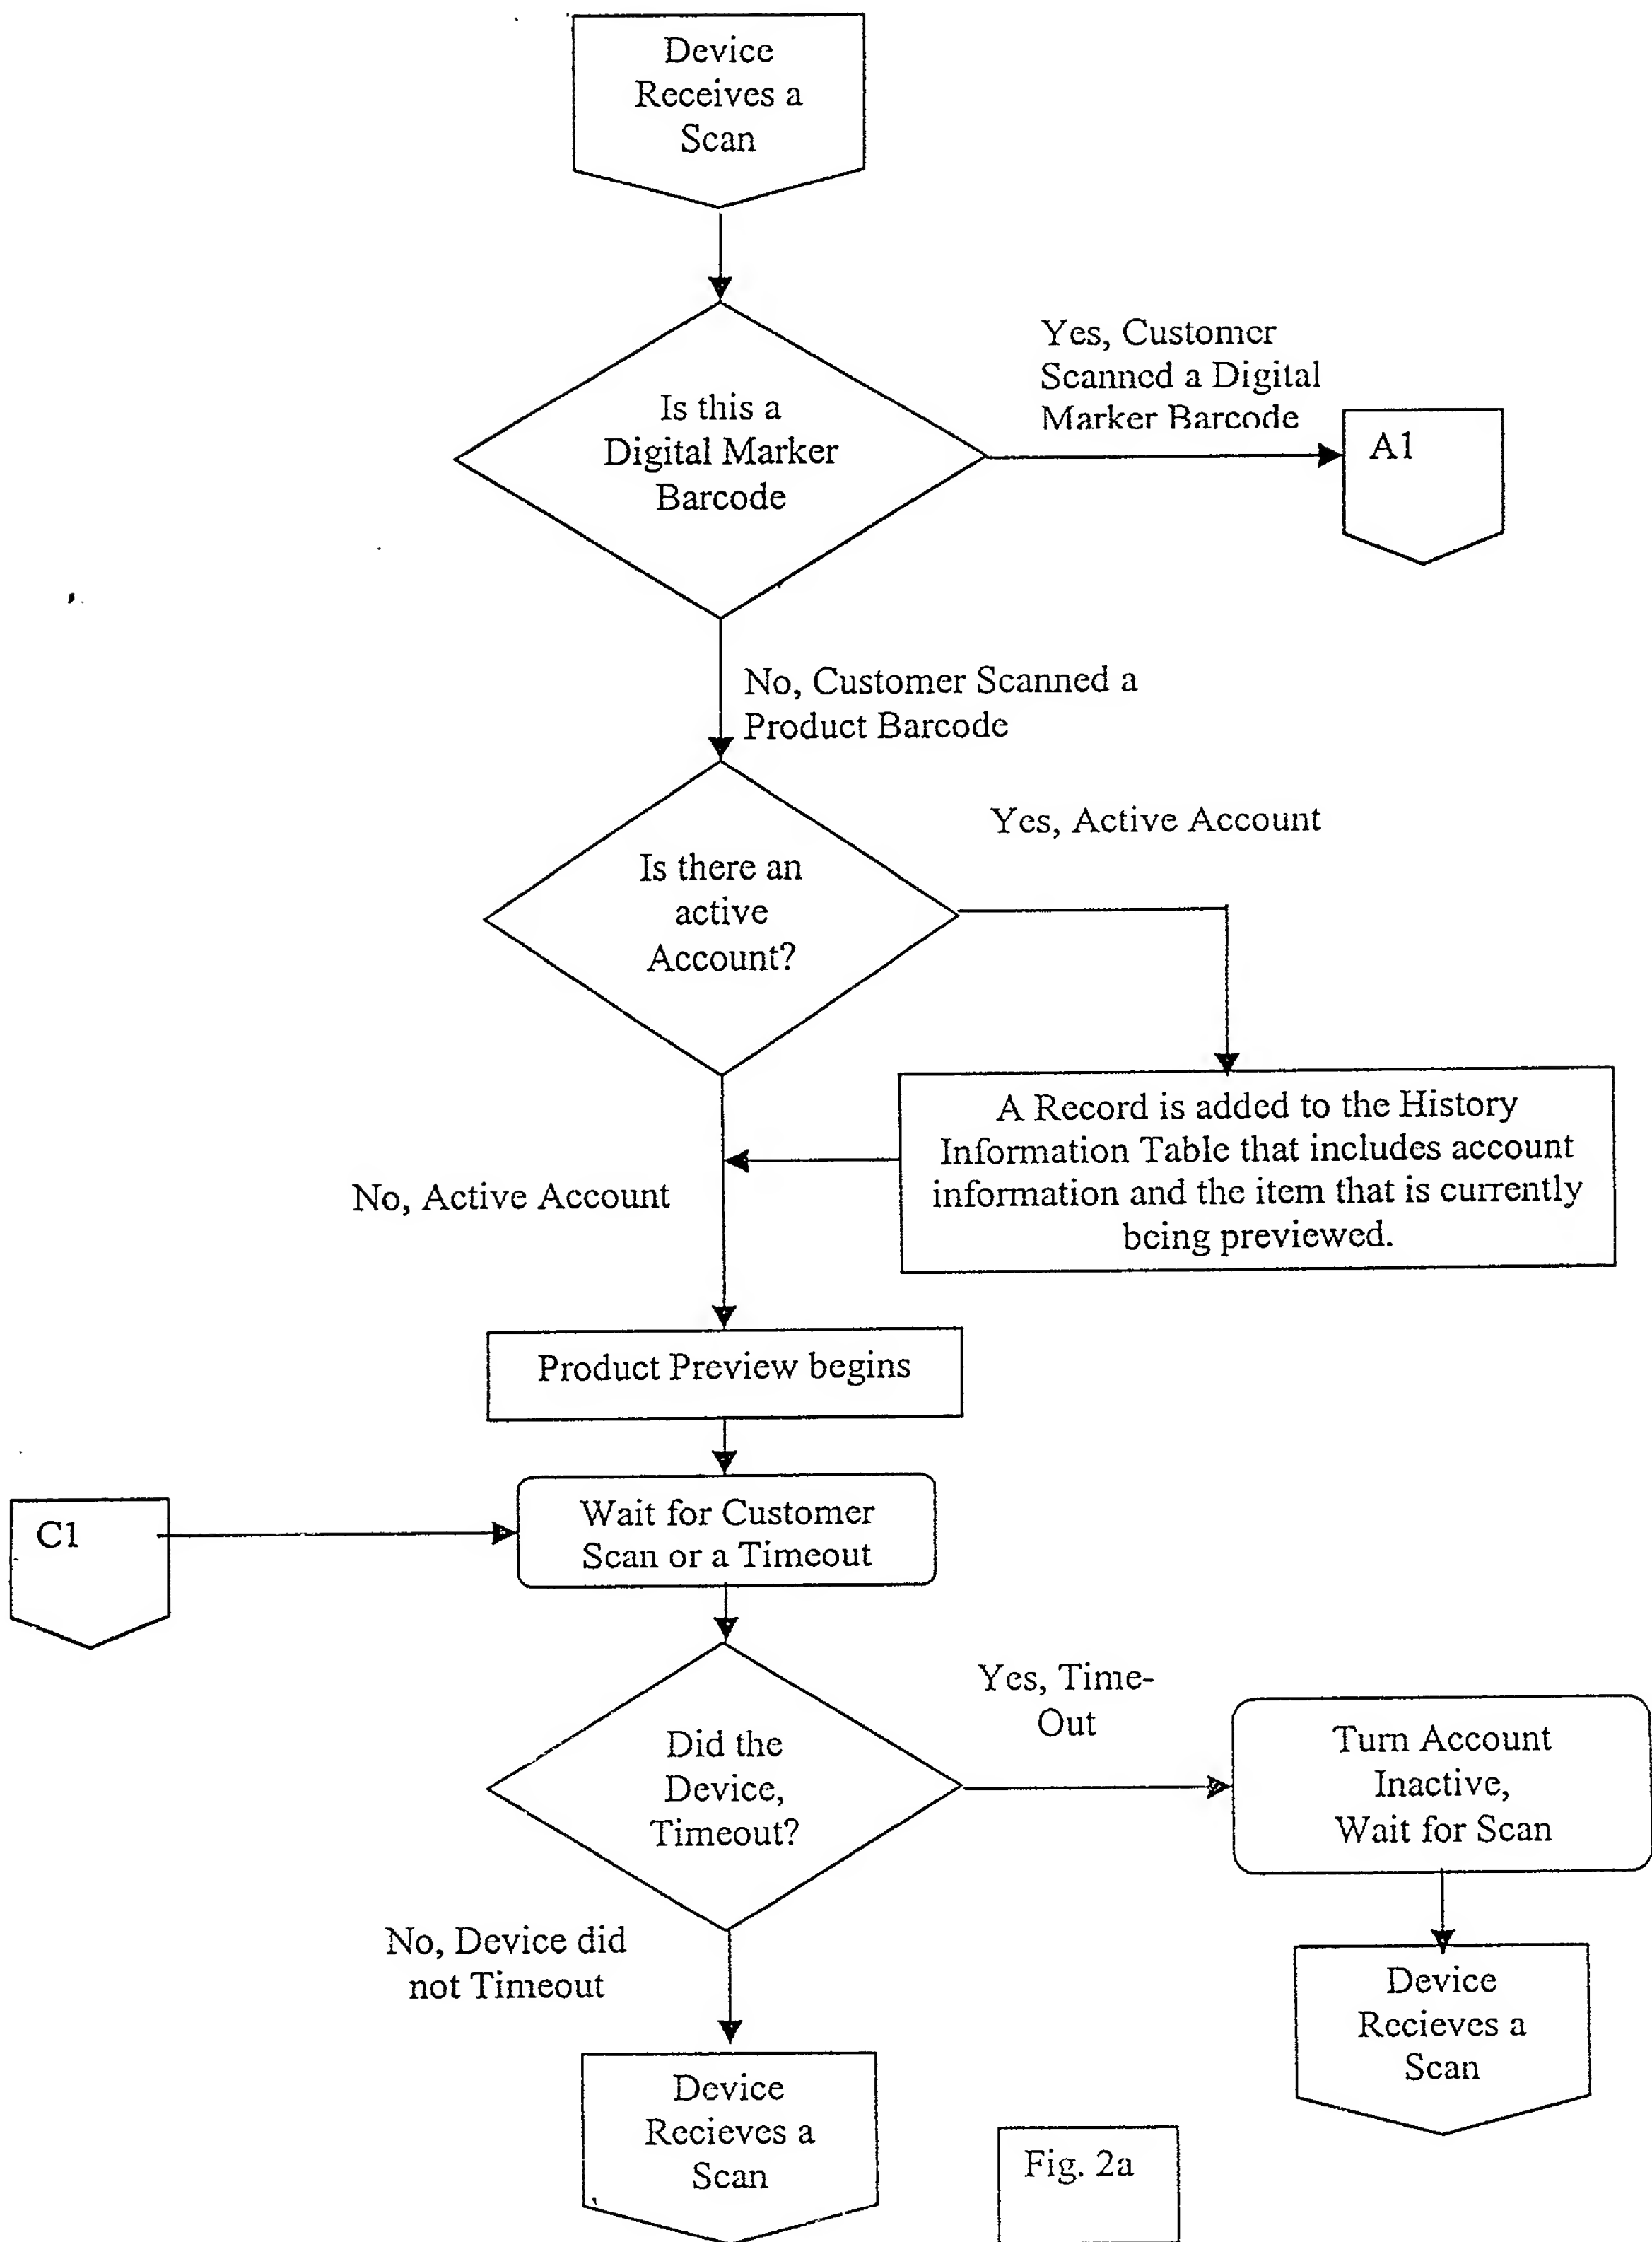 Device
Receives a
Scan
Yes, Customer
Scanned a Digital
Marker Barcode
Is this a
Digital Marker
Barcode
A1
No, Customer Scanned a
Product Barcode
Yes, Active Account
Is there an
active
Account?
A Record is added to the History
Information Table that includes account
information and the item that is currently
being previewed.
No, Active Account
Product Preview begins
C1
Wait for Customer
Scan or a Timeout
Yes, Time-
Out
Did the
Device,
Timeout?
Turn Account
Inactive,
Wait for Scan
No, Device did
not Timeout
Device
Recieves a
Scan
Device
Recieves a
Scan
Fig. 2a